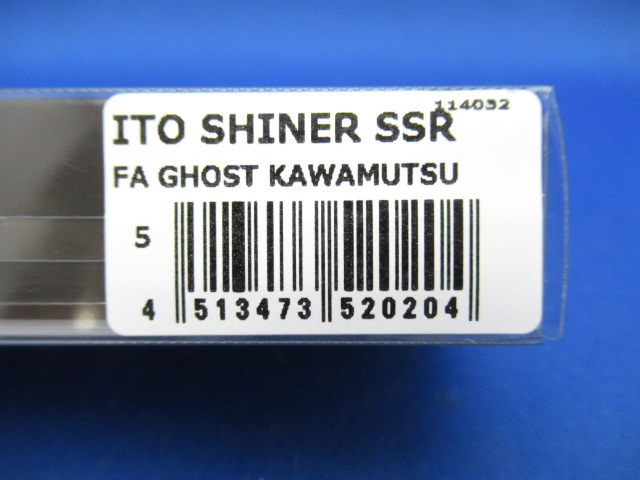 114032
ITO SHINER SSR
FA GHOST KAWAMUTSU
5
4 513473 520204